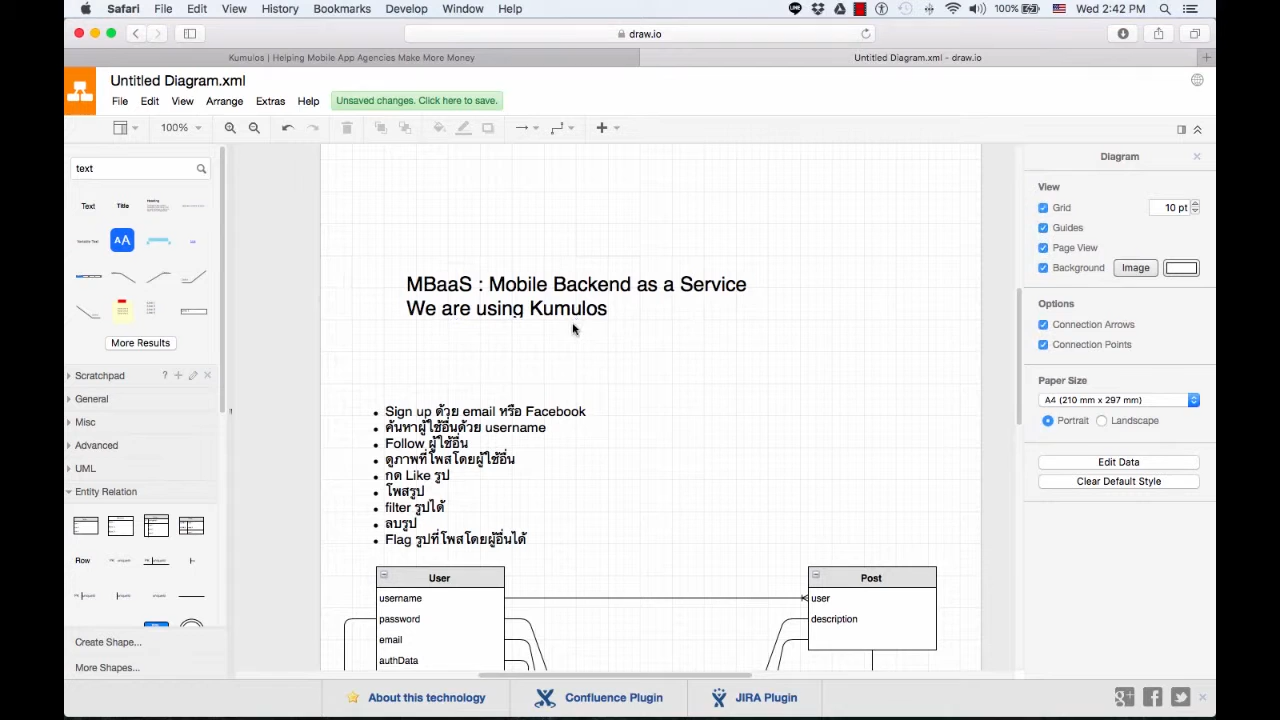 Safari File Edit View History Bookmarks Develop Window Help 100% Wed 2:42 PM
draw.io
Kumulos | Helping Mobile App Agencies Make More Money
Untitled Diagram.xml - draw.io
Untitled Diagram.xml
File Edit View Arrange Extras Help Unsaved changes. Click here to save.
100%
text
Text Title Heading
AA
More Results
Scratchpad
General
Misc
Advanced
UML
Entity Relation
Row
Create Shape...
More Shapes...
MBaaS : Mobile Backend as a Service
We are using Kumulos
Sign up ด้วย email หรือ Facebook
ค้นหาผู้ใช้อื่นด้วย username
Follow ผู้ใช้อื่น
ดูภาพที่โพสโดยผู้ใช้อื่น
กด Like รูป
โพสรูป
filter รูปได้
ลบรูป
Flag รูปที่โพสโดยผู้อื่นได้
User
username
password
email
authData
Post
user
description
Diagram
View
Grid 10 pt
Guides
Page View
Background Image
Options
Connection Arrows
Connection Points
Paper Size
A4 (210 mm x 297 mm)
Portrait Landscape
Edit Data
Clear Default Style
About this technology Confluence Plugin JIRA Plugin